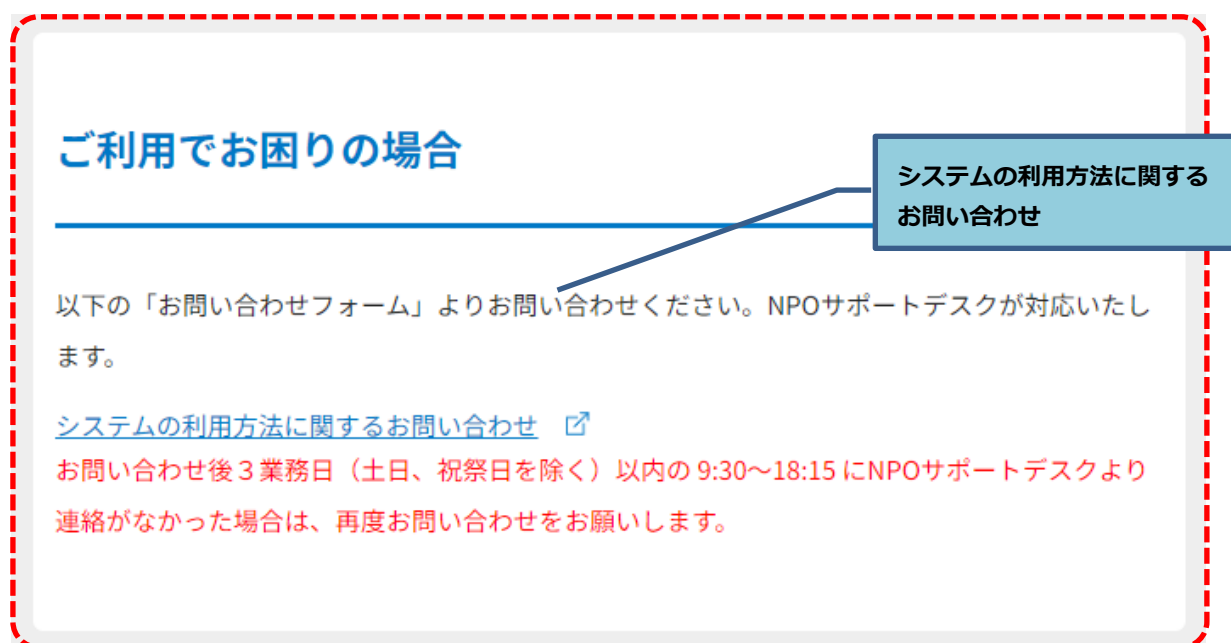 ご利用でお困りの場合
システムの利用方法に関する
お問い合わせ
以下の「お問い合わせフォーム」よりお問い合わせください。NPOサポートデスクが対応いたし
ます。
システムの利用方法に関するお問い合わせ
お問い合わせ後３業務日（土日、祝祭日を除く）以内の 9:30～18:15 にNPOサポートデスクより
連絡がなかった場合は、再度お問い合わせをお願いします。